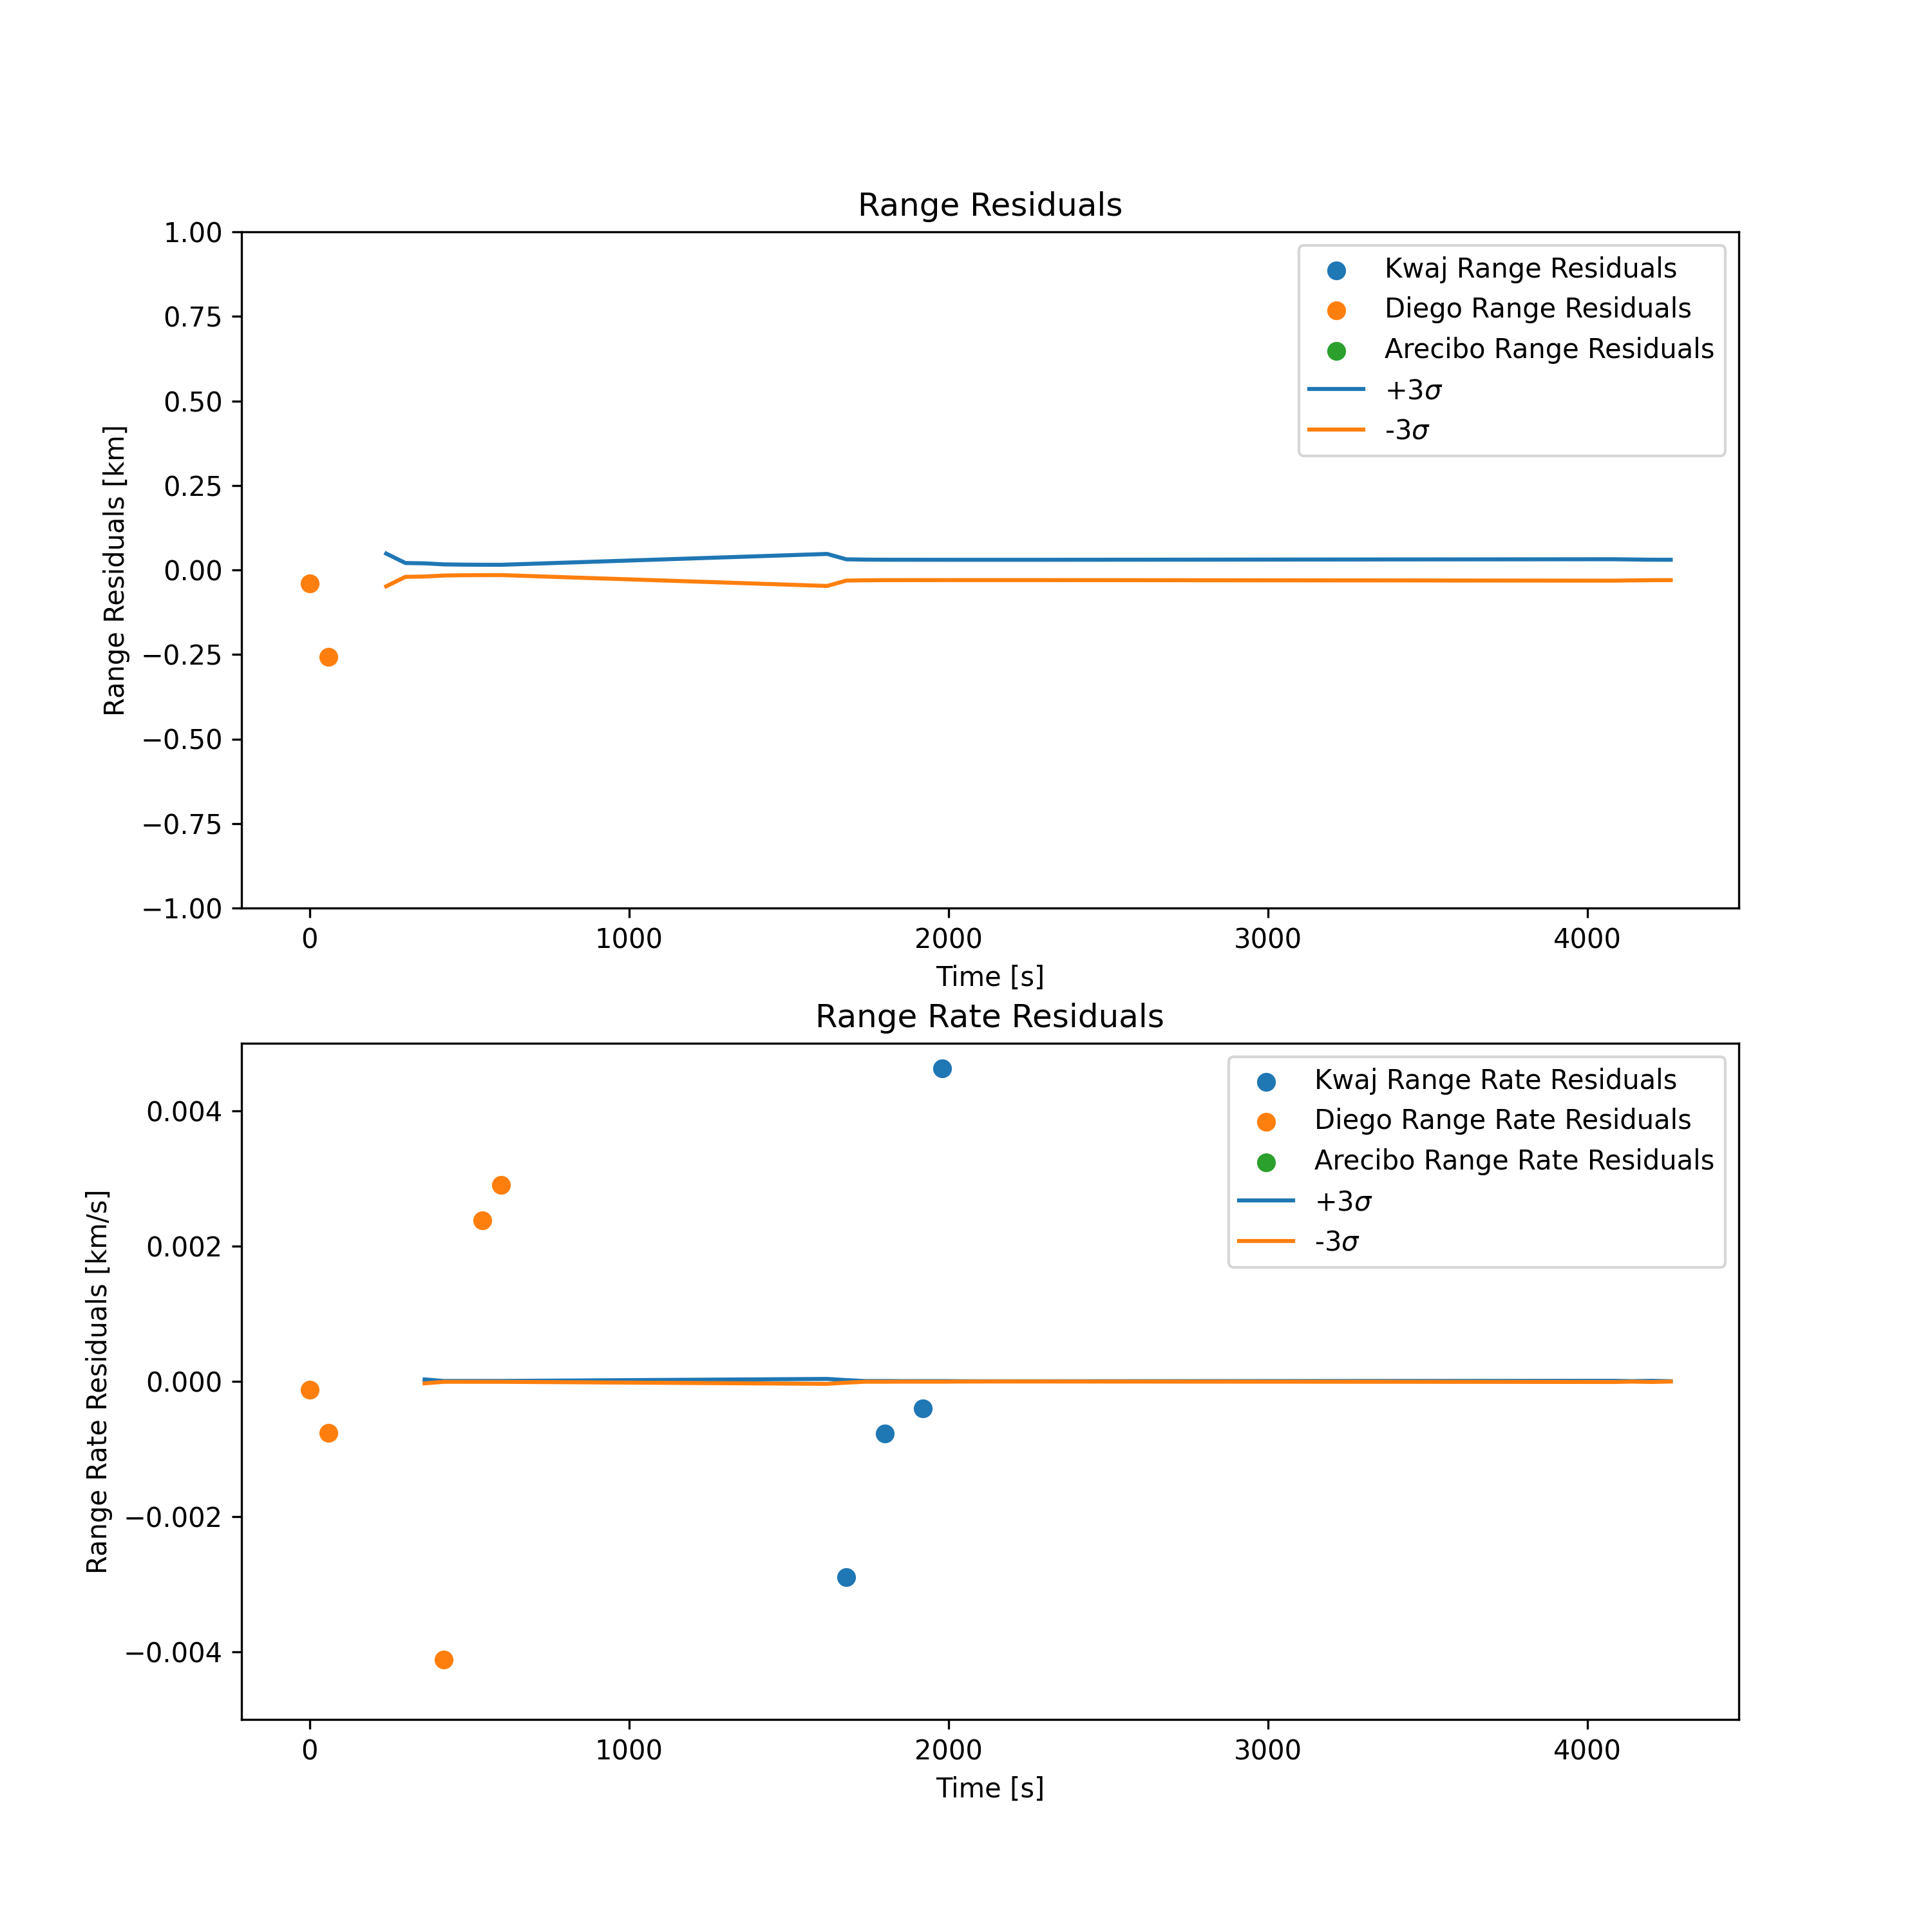 Range Residuals
1.00
0.75
0.50
0.25
0.00
−0.25
−0.50
−0.75
−1.00
Range Residuals [km]
Kwaj Range Residuals
Diego Range Residuals
Arecibo Range Residuals
+3σ
-3σ
0 1000 2000 3000 4000
Time [s]
Range Rate Residuals
0.004
0.002
0.000
−0.002
−0.004
Range Rate Residuals [km/s]
Kwaj Range Rate Residuals
Diego Range Rate Residuals
Arecibo Range Rate Residuals
+3σ
-3σ
0 1000 2000 3000 4000
Time [s]